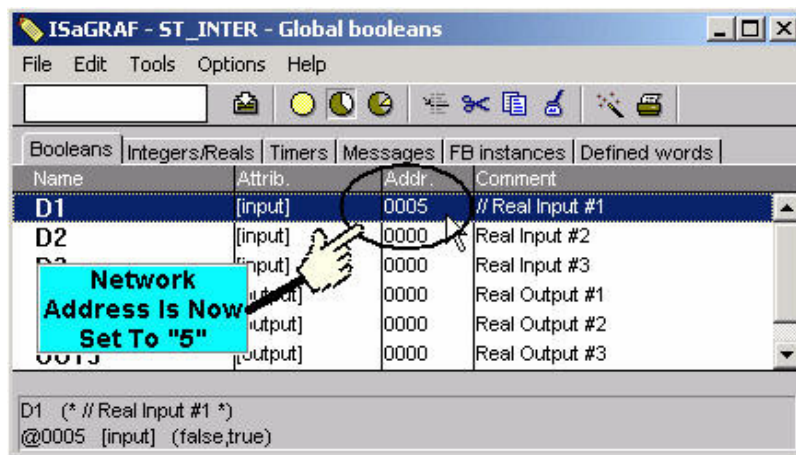 ISaGRAF - ST_INTER - Global booleans
File Edit Tools Options Help
Booleans Integers/Reals Timers Messages FB instances Defined words
Name Attrib. Addr. Comment
D1 [input] 0005 // Real Input #1
D2 [input] 0000 Real Input #2
[input] 0000 Real Input #3
0000 Real Output #1
0000 Real Output #2
[output] 0000 Real Output #3
Network
Address Is Now
Set To "5"
D1 (* // Real Input #1 *)
@0005 [input] (false,true)